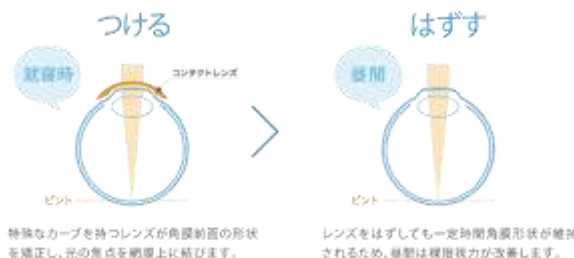 つける
就寝時
コンタクトレンズ
ピント
特殊なカーブを持つレンズが角膜前面の形状
を矯正し、光の焦点を網膜上に結びます。
はずす
昼間
ピント
レンズをはずしても一定時間角膜形状が維持
されるため、昼間は裸眼視力が改善します。